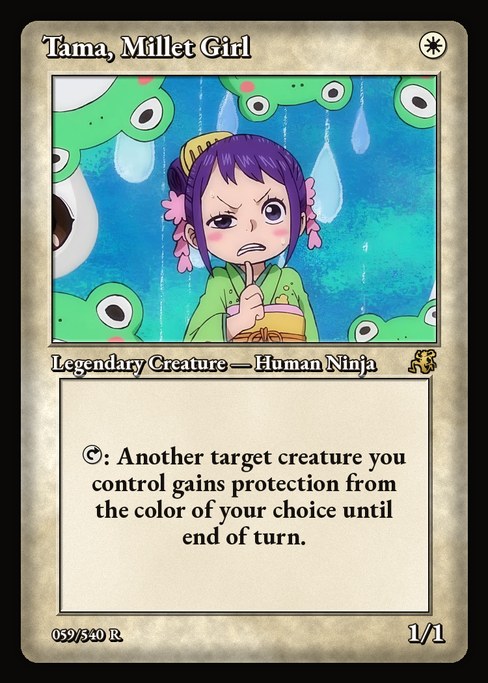 Tama, Millet Girl
Legendary Creature — Human Ninja
: Another target creature you
control gains protection from
the color of your choice until
end of turn.
059/540 R
1/1